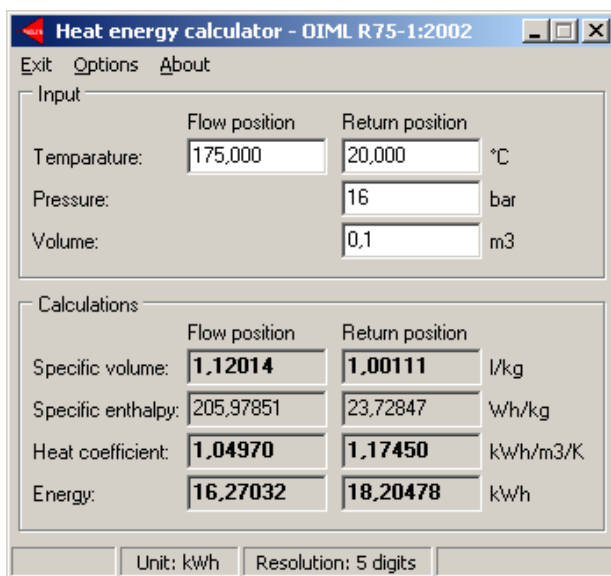 Heat energy calculator - OIML R75-1:2002
Exit Options About
Input
Flow position Return position
Temparature: 175,000 20,000 °C
Pressure: 16 bar
Volume: 0,1 m3
Calculations
Flow position Return position
Specific volume: 1,12014 1,00111 l/kg
Specific enthalpy: 205,97851 23,72847 Wh/kg
Heat coefficient: 1,04970 1,17450 kWh/m3/K
Energy: 16,27032 18,20478 kWh
Unit: kWh Resolution: 5 digits